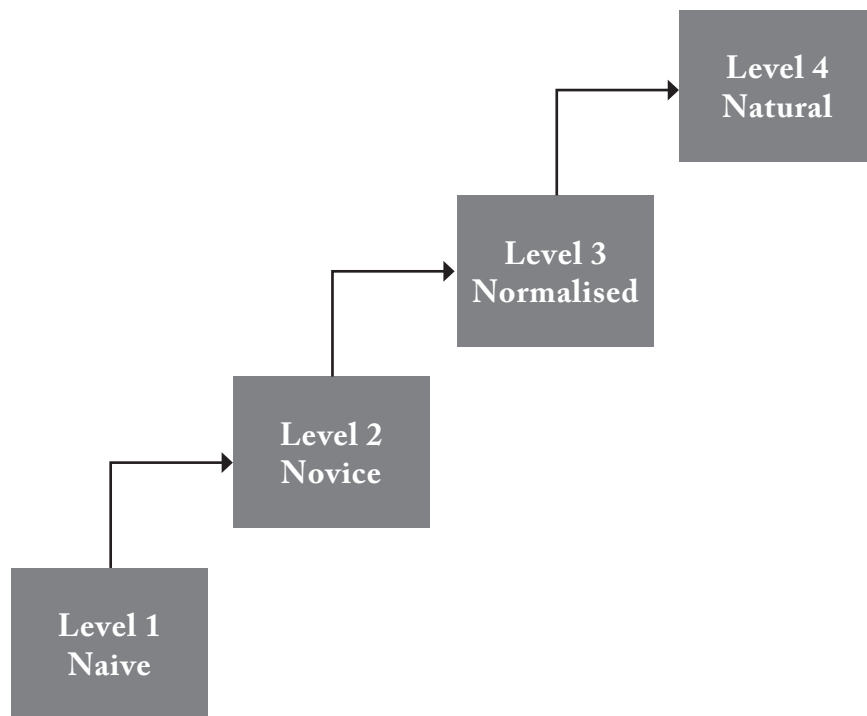 Level 4
Natural
Level 3
Normalised
Level 2
Novice
Level 1
Naive